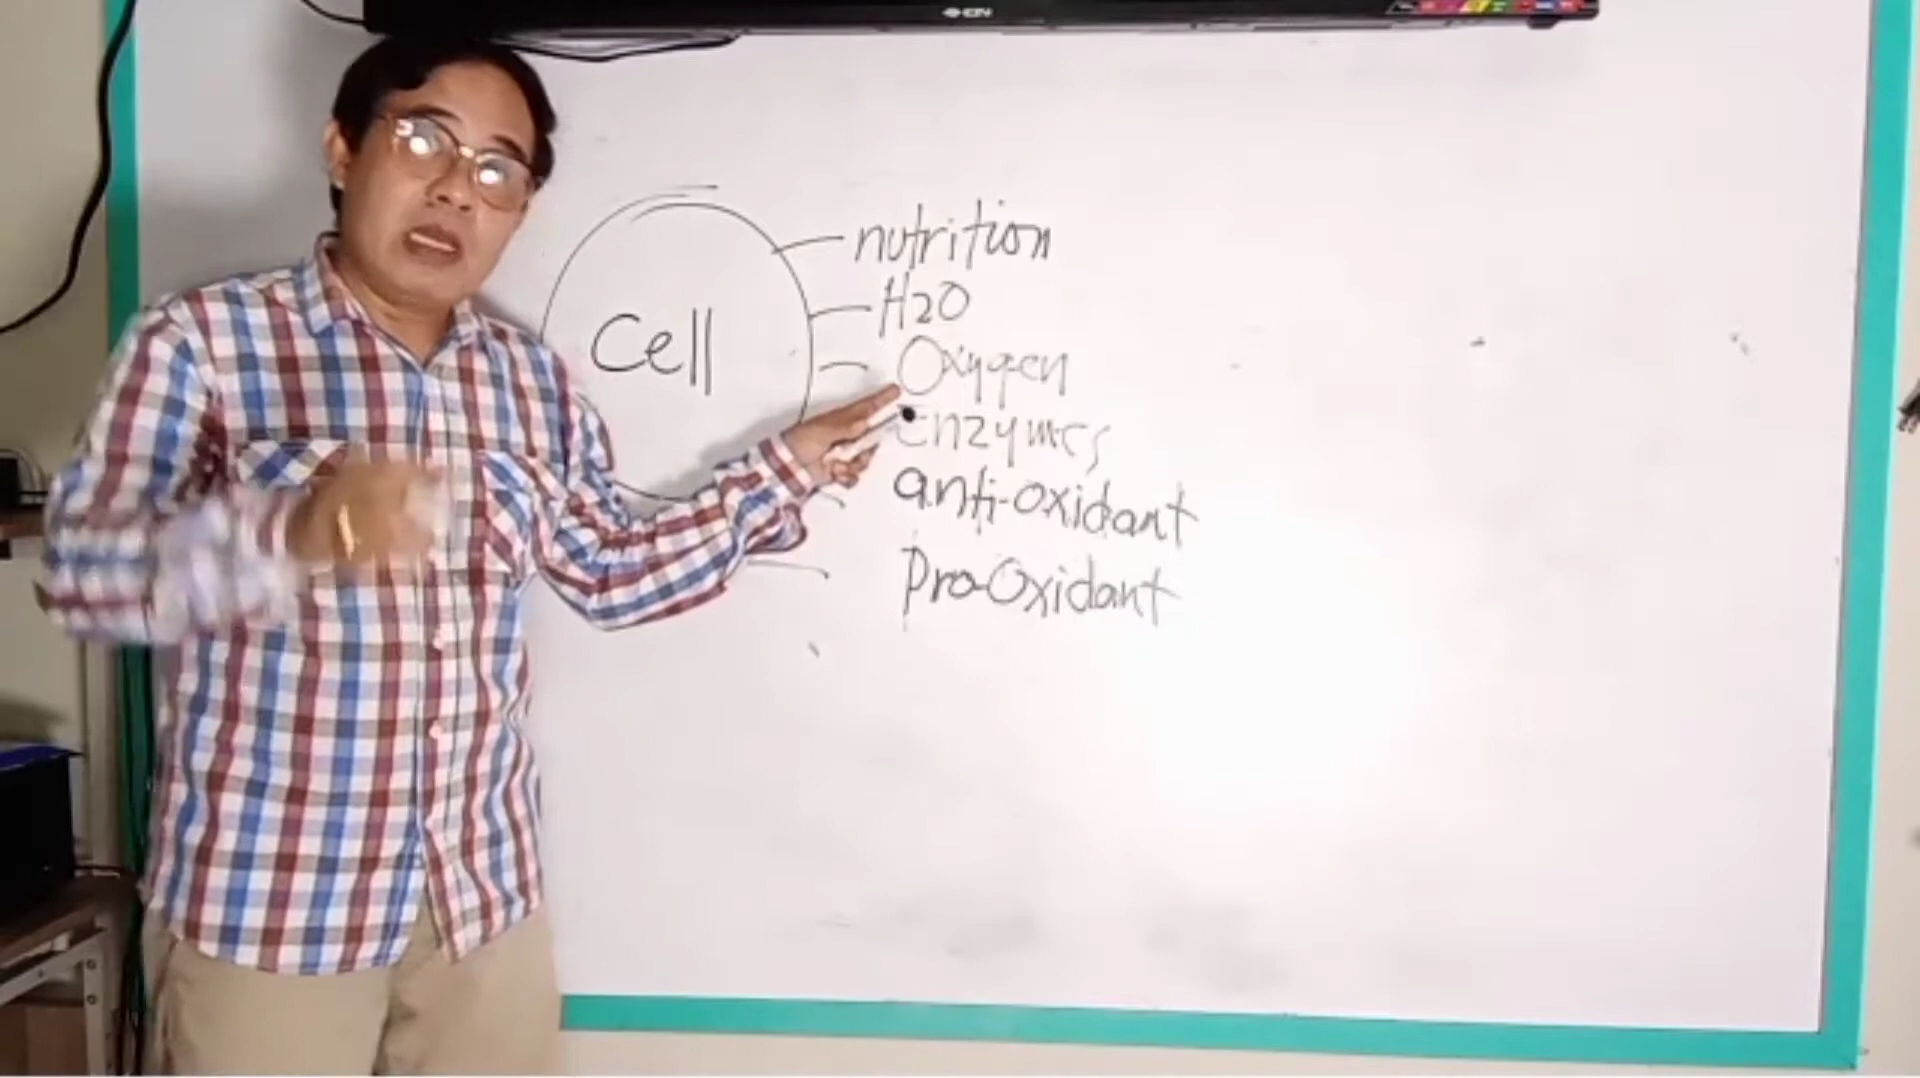 Cell
nutrition
H2O
Oxygen
Enzymes
anti-oxidant
Pro-Oxidant